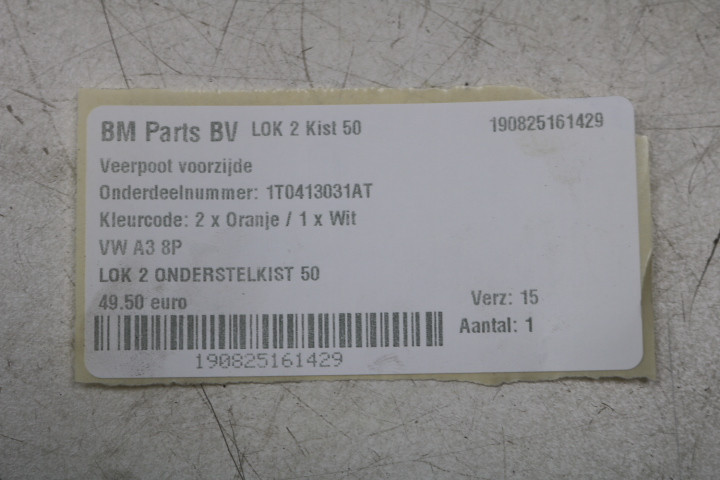 BM Parts BV LOK 2 Kist 50 190825161429
Veerpoot voorzijde
Onderdeelnummer: 1T0413031AT
Kleurcode: 2 x Oranje / 1 x Wit
VW A3 8P
LOK 2 ONDERSTELKIST 50
49.50 euro Verz: 15
Aantal: 1
190825161429